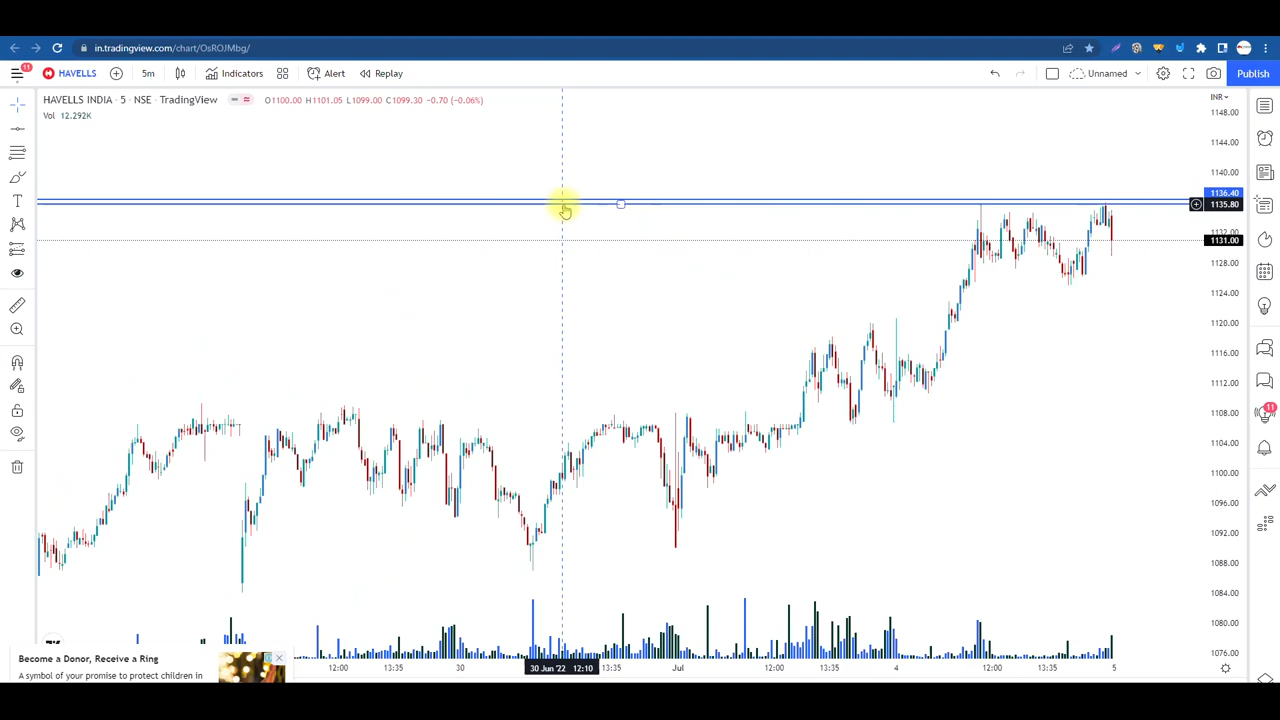 in.tradingview.com/chart/OsROJMbg/
11
HAVELLS
5m
Indicators
Alert
Replay
Unnamed
Publish
HAVELLS INDIA · 5 · NSE · TradingView
O1100.00 H1101.05 L1099.00 C1099.30 -0.70 (-0.06%)
INR
Vol 12.292K
1148.00
1144.00
1140.00
1136.40
1135.80
1132.00
1131.00
1128.00
1124.00
1120.00
1116.00
1112.00
1108.00
1104.00
1100.00
1096.00
1092.00
1088.00
1084.00
1080.00
1076.00
11
12:00
13:35
30
30 Jun '22 12:10
13:35
Jul
12:00
13:35
4
12:00
13:35
5
Become a Donor, Receive a Ring
A symbol of your promise to protect children in